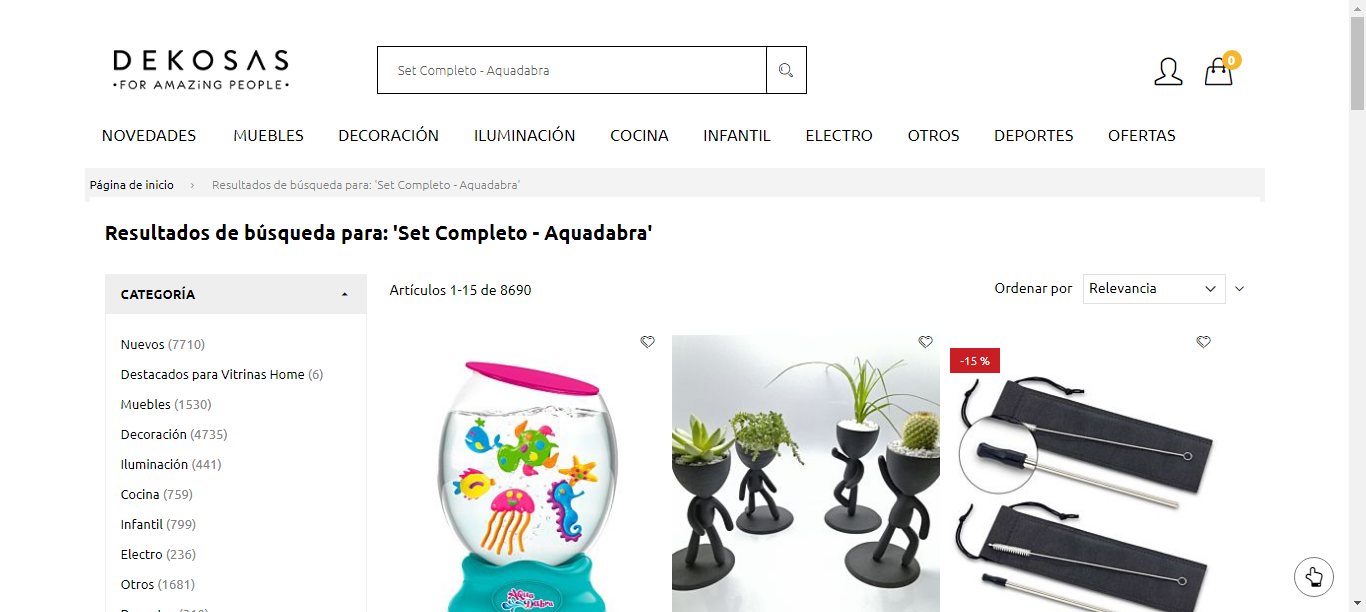 DEKOSAS
•FOR AMAZiNG PEOPLE•
Set Completo - Aquadabra
0
NOVEDADES MUEBLES DECORACIÓN ILUMINACIÓN COCINA INFANTIL ELECTRO OTROS DEPORTES OFERTAS
Página de inicio › Resultados de búsqueda para: 'Set Completo - Aquadabra'
Resultados de búsqueda para: 'Set Completo - Aquadabra'
CATEGORÍA
Artículos 1-15 de 8690
Ordenar por Relevancia
Nuevos (7710)
Destacados para Vitrinas Home (6)
Muebles (1530)
Decoración (4735)
Iluminación (441)
Cocina (759)
Infantil (799)
Electro (236)
Otros (1681)
-15 %
Aqua
Dabra